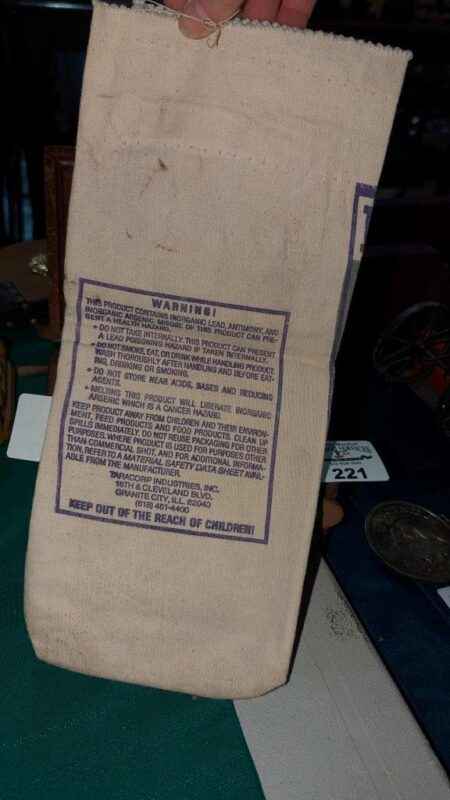 WARNING!
THIS PRODUCT CONTAINS INORGANIC LEAD, ANTIMONY, AND
INORGANIC ARSENIC. MISUSE OF THIS PRODUCT CAN PRE-
SENT A HEALTH HAZARD.
• DO NOT TAKE INTERNALLY. THIS PRODUCT CAN PRESENT
A LEAD POISONING HAZARD IF TAKEN INTERNALLY.
• DO NOT SMOKE, EAT, OR DRINK WHILE HANDLING PRODUCT.
WASH THOROUGHLY AFTER HANDLING AND BEFORE EAT-
ING, DRINKING OR SMOKING.
• DO NOT STORE NEAR ACIDS, BASES AND REDUCING
AGENTS.
• MELTING THIS PRODUCT WILL LIBERATE INORGANIC
ARSENIC WHICH IS A CANCER HAZARD.
KEEP PRODUCT AWAY FROM CHILDREN AND THEIR ENVIRON-
MENT, FEED PRODUCTS AND FOOD PRODUCTS. CLEAN UP
SPILLS IMMEDIATELY. DO NOT REUSE PACKAGING FOR OTHER
PURPOSES. WHERE PRODUCT IS USED FOR PURPOSES OTHER
THAN COMMERCIAL SHOT, AND FOR ADDITIONAL INFORMA-
TION, REFER TO A MATERIAL SAFETY DATA SHEET AVAIL-
ABLE FROM THE MANUFACTURER.
TARACORP INDUSTRIES, INC.
16TH & CLEVELAND BLVD.
GRANITE CITY, ILL. 62040
(618) 451-4400
KEEP OUT OF THE REACH OF CHILDREN!
221